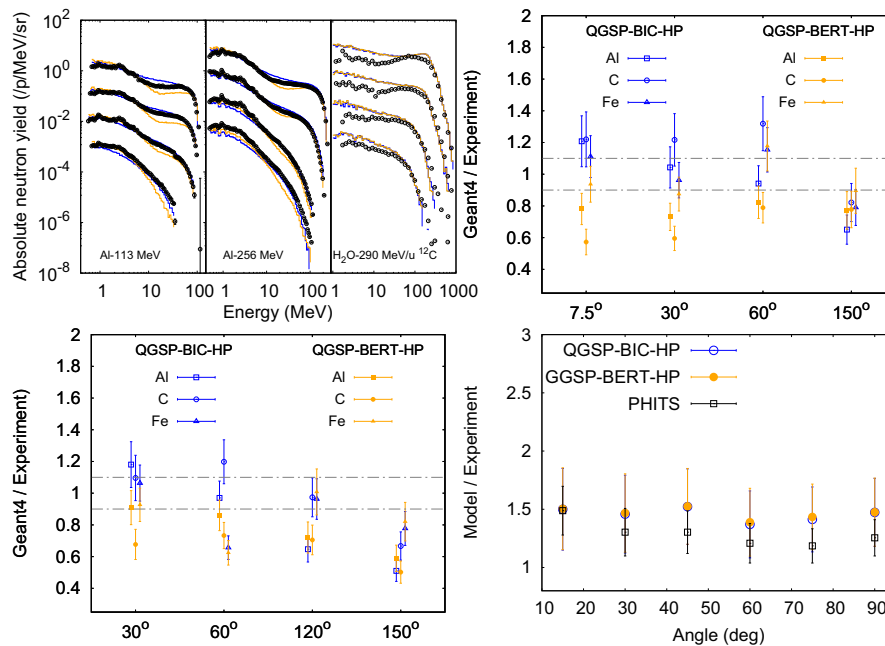 Absolute neutron yield (/p/MeV/sr)
10²
10⁰
10⁻²
10⁻⁴
10⁻⁶
10⁻⁸
Al-113 MeV
Al-256 MeV
H₂O-290 MeV/u ¹²C
1 10 100 1 10 100 1 10 100 1000
Energy (MeV)
Geant4 / Experiment
2
1.8
1.6
1.4
1.2
1
0.8
0.6
0.4
QGSP-BIC-HP QGSP-BERT-HP
Al Al
C C
Fe Fe
7.5° 30° 60° 150°
Geant4 / Experiment
2
1.8
1.6
1.4
1.2
1
0.8
0.6
0.4
QGSP-BIC-HP QGSP-BERT-HP
Al Al
C C
Fe Fe
30° 60° 120° 150°
Model / Experiment
3
2.5
2
1.5
1
QGSP-BIC-HP
GGSP-BERT-HP
PHITS
10 20 30 40 50 60 70 80 90
Angle (deg)